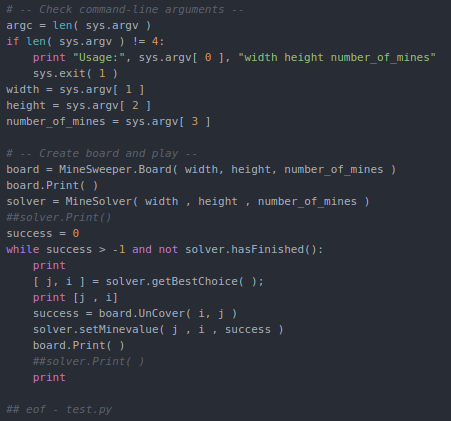 # -- Check command-line arguments --
argc = len( sys.argv )
if len( sys.argv ) != 4:
    print "Usage:", sys.argv[ 0 ], "width height number_of_mines"
    sys.exit( 1 )
width = sys.argv[ 1 ]
height = sys.argv[ 2 ]
number_of_mines = sys.argv[ 3 ]

# -- Create board and play --
board = MineSweeper.Board( width, height, number_of_mines )
board.Print( )
solver = MineSolver( width , height , number_of_mines )
##solver.Print()
success = 0
while success > -1 and not solver.hasFinished():
    print
    [ j, i ] = solver.getBestChoice( );
    print [j , i]
    success = board.UnCover( i, j )
    solver.setMinevalue( j , i , success )
    board.Print( )
    ##solver.Print( )
    print

## eof - test.py